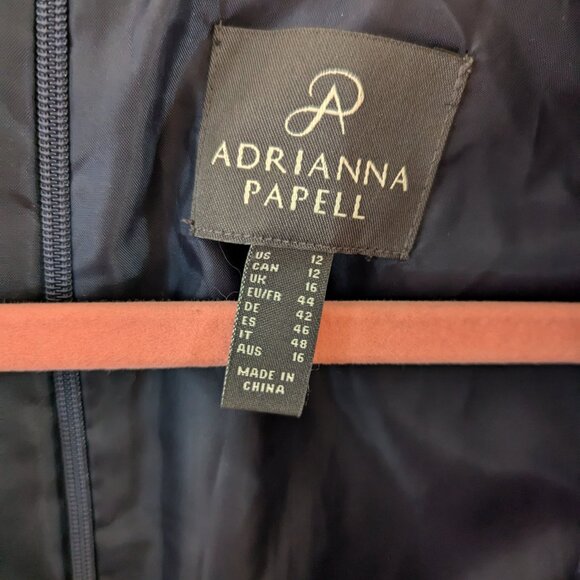 AP
ADRIANNA
PAPELL
US 12
CAN 12
UK 16
EU/FR 44
DE 42
ES 46
IT 48
AUS 16
MADE IN
CHINA